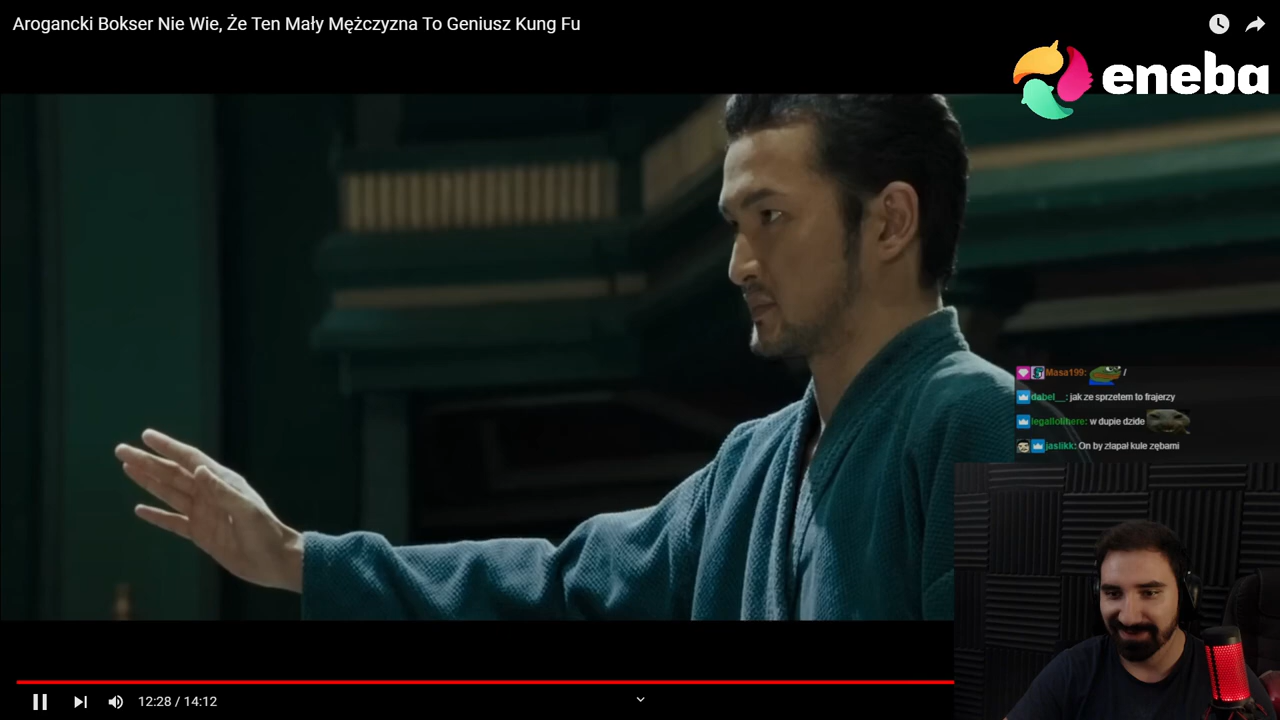 Arogancki Bokser Nie Wie, Że Ten Mały Mężczyzna To Geniusz Kung Fu
eneba
Masa199: /
dabel__: jak ze sprzetem to frajerzy
legallotihere: w dupie dzide
jaslikk: On by złapał kule zębami
12:28 / 14:12